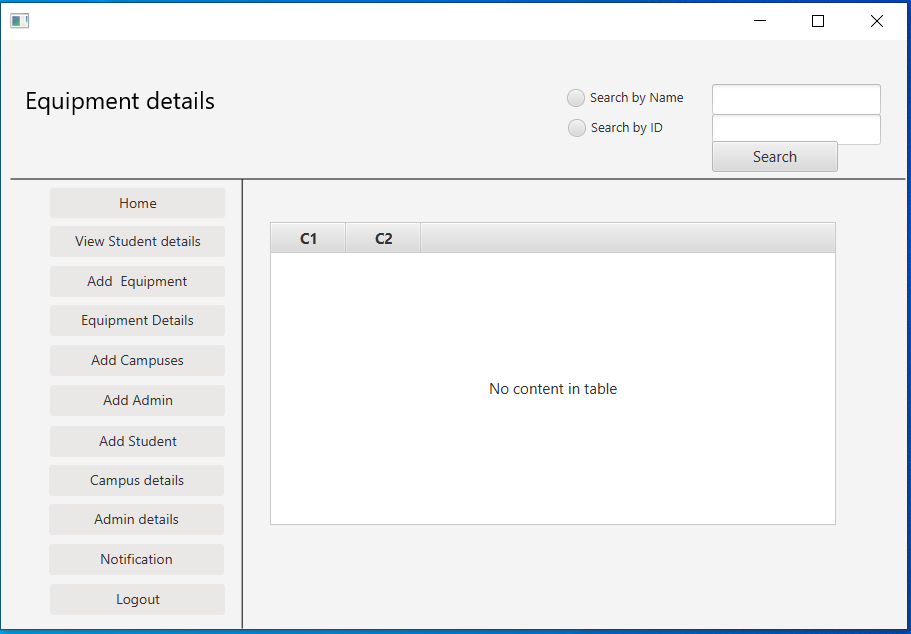 Equipment details
Search by Name
Search by ID
Search
Home
View Student details
Add  Equipment
Equipment Details
Add Campuses
Add Admin
Add Student
Campus details
Admin details
Notification
Logout
C1 C2
No content in table